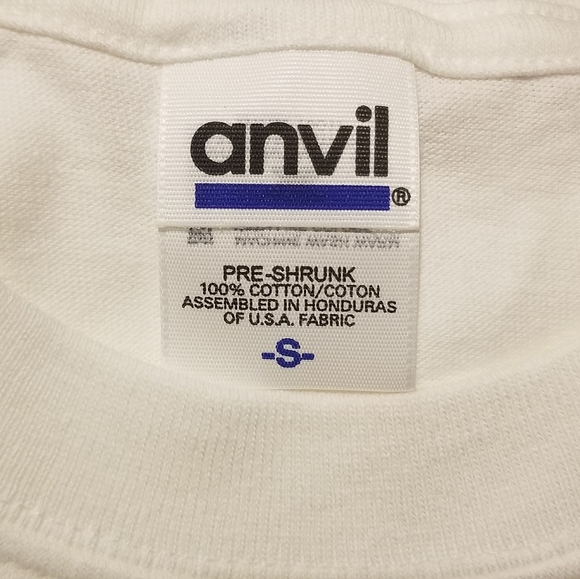 anvil®
PRE-SHRUNK
100% COTTON/COTON
ASSEMBLED IN HONDURAS
OF U.S.A. FABRIC
-S-